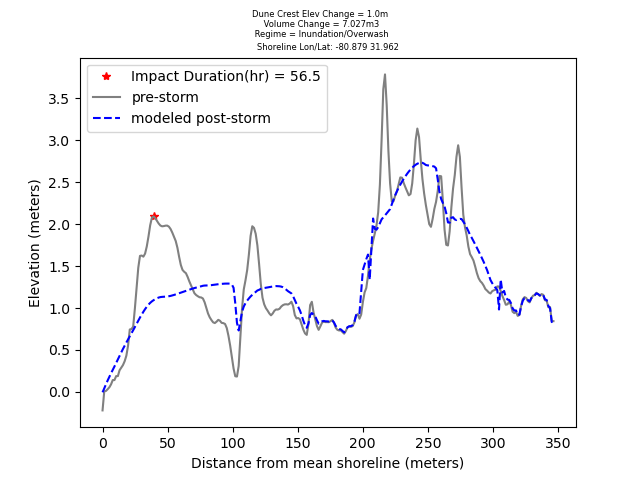 Dune Crest Elev Change = 1.0m
Volume Change = 7.027m3
Regime = Inundation/Overwash
Shoreline Lon/Lat: -80.879 31.962
Impact Duration(hr) = 56.5
pre-storm
modeled post-storm
3.5
3.0
2.5
2.0
1.5
1.0
0.5
0.0
Elevation (meters)
0 50 100 150 200 250 300 350
Distance from mean shoreline (meters)